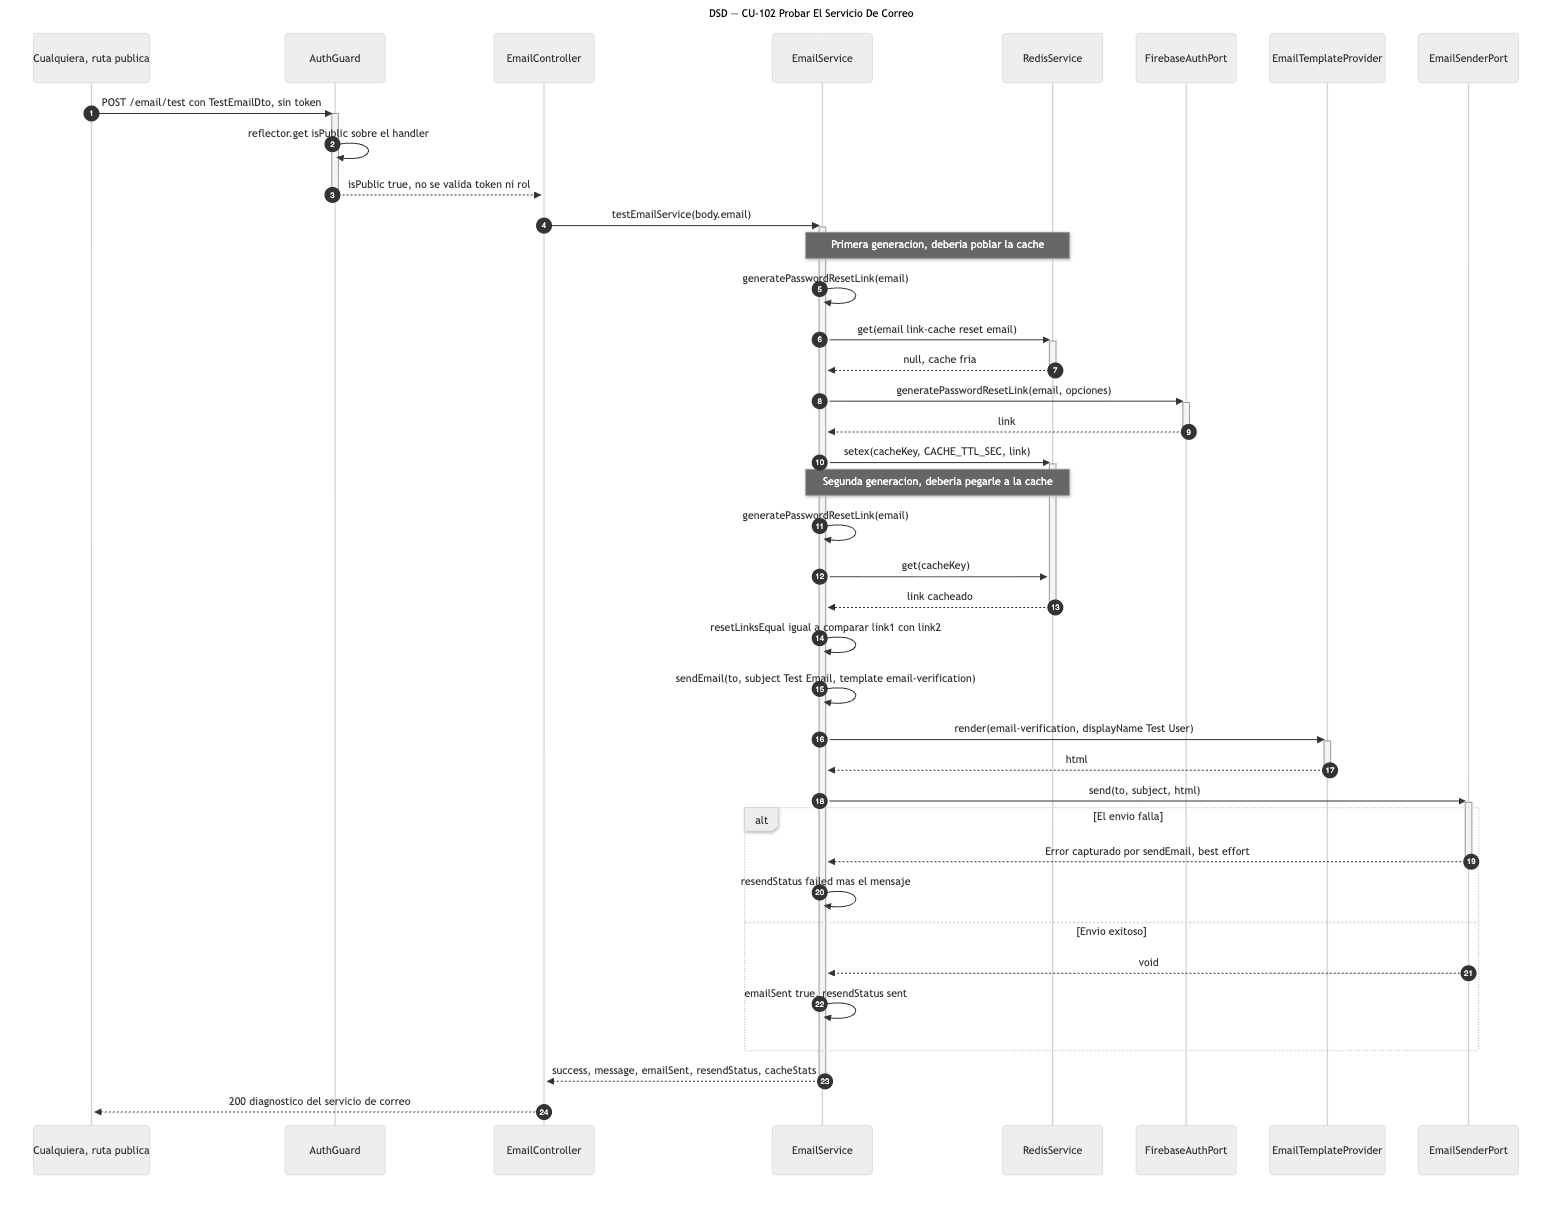 DSD — CU-102 Probar El Servicio De Correo
Cualquiera, ruta publica
AuthGuard
EmailController
EmailService
RedisService
FirebaseAuthPort
EmailTemplateProvider
EmailSenderPort
1
POST /email/test con TestEmailDto, sin token
reflector.get isPublic sobre el handler
2
3
isPublic true, no se valida token ni rol
4
testEmailService(body.email)
Primera generacion, deberia poblar la cache
generatePasswordResetLink(email)
5
6
get(email link-cache reset email)
null, cache fria
7
8
generatePasswordResetLink(email, opciones)
link
9
10
setex(cacheKey, CACHE_TTL_SEC, link)
Segunda generacion, deberia pegarle a la cache
generatePasswordResetLink(email)
11
12
get(cacheKey)
link cacheado
13
resetLinksEqual igual a comparar link1 con link2
14
sendEmail(to, subject Test Email, template email-verification)
15
16
render(email-verification, displayName Test User)
html
17
18
send(to, subject, html)
alt
[El envio falla]
Error capturado por sendEmail, best effort
19
resendStatus failed mas el mensaje
20
[Envio exitoso]
void
21
emailSent true, resendStatus sent
22
success, message, emailSent, resendStatus, cacheStats
23
200 diagnostico del servicio de correo
24
Cualquiera, ruta publica
AuthGuard
EmailController
EmailService
RedisService
FirebaseAuthPort
EmailTemplateProvider
EmailSenderPort